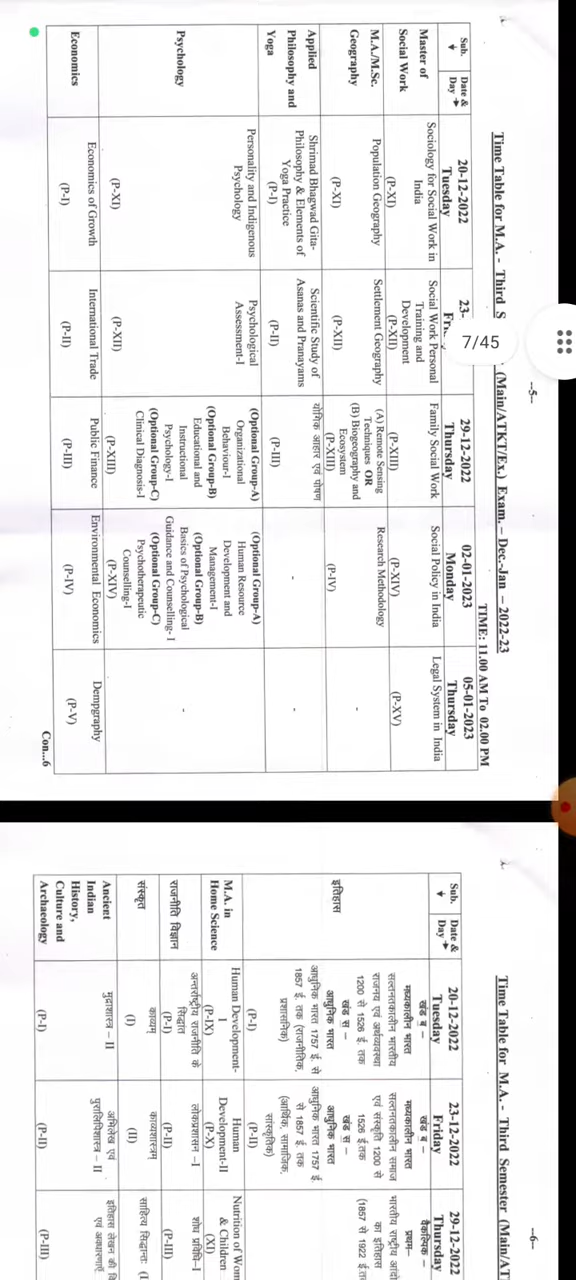 --5--
Time Table for M.A. - Third S (Main/ATKT/Ex.) Exam. – Dec.-Jan – 2022-23
TIME: 11.00 AM To 02.00 PM
7/45
Sub. Date & Day
20-12-2022 Tuesday
23-
29-12-2022 Thursday
02-01-2023 Monday
05-01-2023 Thursday
Master of Social Work
Sociology for Social Work in India
(P-XI)
Social Work Personal Training and Development
(P-XII)
Family Social Work
(P-XIII)
Social Policy in India
(P-XIV)
Legal System in India
(P-XV)
M.A./M.Sc. Geography
Population Geography
(P-XI)
Settlement Geography
(P-XII)
(A) Remote Sensing
Techniques OR
(B) Biogeography and
Ecosystem
(P-XIII)
Research Methodology
(P-IV)
-
Applied Philosophy and Yoga
Shrimad Bhagwad Gita-
Philosophy & Elements of
Yoga Practice
(P-I)
Scientific Study of
Asanas and Pranayams
(P-II)
यौगिक आहार एवं पोषण
(P-III)
-
-
Psychology
Personality and Indigenous
Psychology
(P-XI)
Psychological
Assessment-I
(P-XII)
(Optional Group-A)
Organizational
Behaviour-I
(Optional Group-B)
Educational and
Instructional
Psychology-I
(Optional Group-C)
Clinical Diagnosis-I
(P-XIII)
(Optional Group-A)
Human Resource
Development and
Management-I
(Optional Group-B)
Basics of Psychological
Guidance and Counselling- I
(Optional Group-C)
Psychotherapeutic
Counselling-I
(P-XIV)
-
Economics
Economics of Growth
(P-I)
International Trade
(P-II)
Public Finance
(P-III)
Environmental Economics
(P-IV)
Dempgraphy
(P-V)
Con...6
--6--
Time Table for M.A. - Third Semester (Main/AT
Sub. Date & Day
20-12-2022 Tuesday
23-12-2022 Friday
29-12-2022 Thursday
इतिहास
खंड ब –
मध्यकालीन भारत
सल्तनतकालीन भारतीय
राजनय एवं अर्थव्यवस्था
1200 से 1526 ई. तक
खंड स –
आधुनिक भारत
आधुनिक भारत 1757 ई. से
1857 ई. तक (राजनीतिक,
प्रशासनिक)
(P-I)
खंड ब –
मध्यकालीन भारत
सल्तनतकालीन समाज
एवं संस्कृति 1200 से
1526 ई.तक
खंड स –
आधुनिक भारत
आधुनिक भारत 1757 ई.
से 1857 ई. तक
(आर्थिक, सामाजिक,
सांस्कृतिक)
(P-II)
वैकल्पिक –
प्रथम–
भारतीय राष्ट्रीय आंदो
का इतिहास
(1857 से 1922 ई.तक
M.A. in Home Science
Human Development-
I
(P-IX)
Human
Development-II
(P-X)
Nutrition of Wom
& Children
(XI)
राजनीति विज्ञान
अन्तर्राष्ट्रीय राजनीति के
सिद्धांत
(P-I)
लोकप्रशासन –I
(P-II)
शोध प्रविधि–I
(P-III)
संस्कृत
काव्यम
(I)
काव्यशास्त्रम
(II)
साहित्य सिद्धान्तः
Ancient Indian History, Culture and Archaeology
मुद्राशास्त्र – II
(P-I)
अभिलेख एवं
पुरालिपिशास्त्र – II
(P-II)
इतिहास लेखन की
एवं अवधारणाएँ
(P-III)